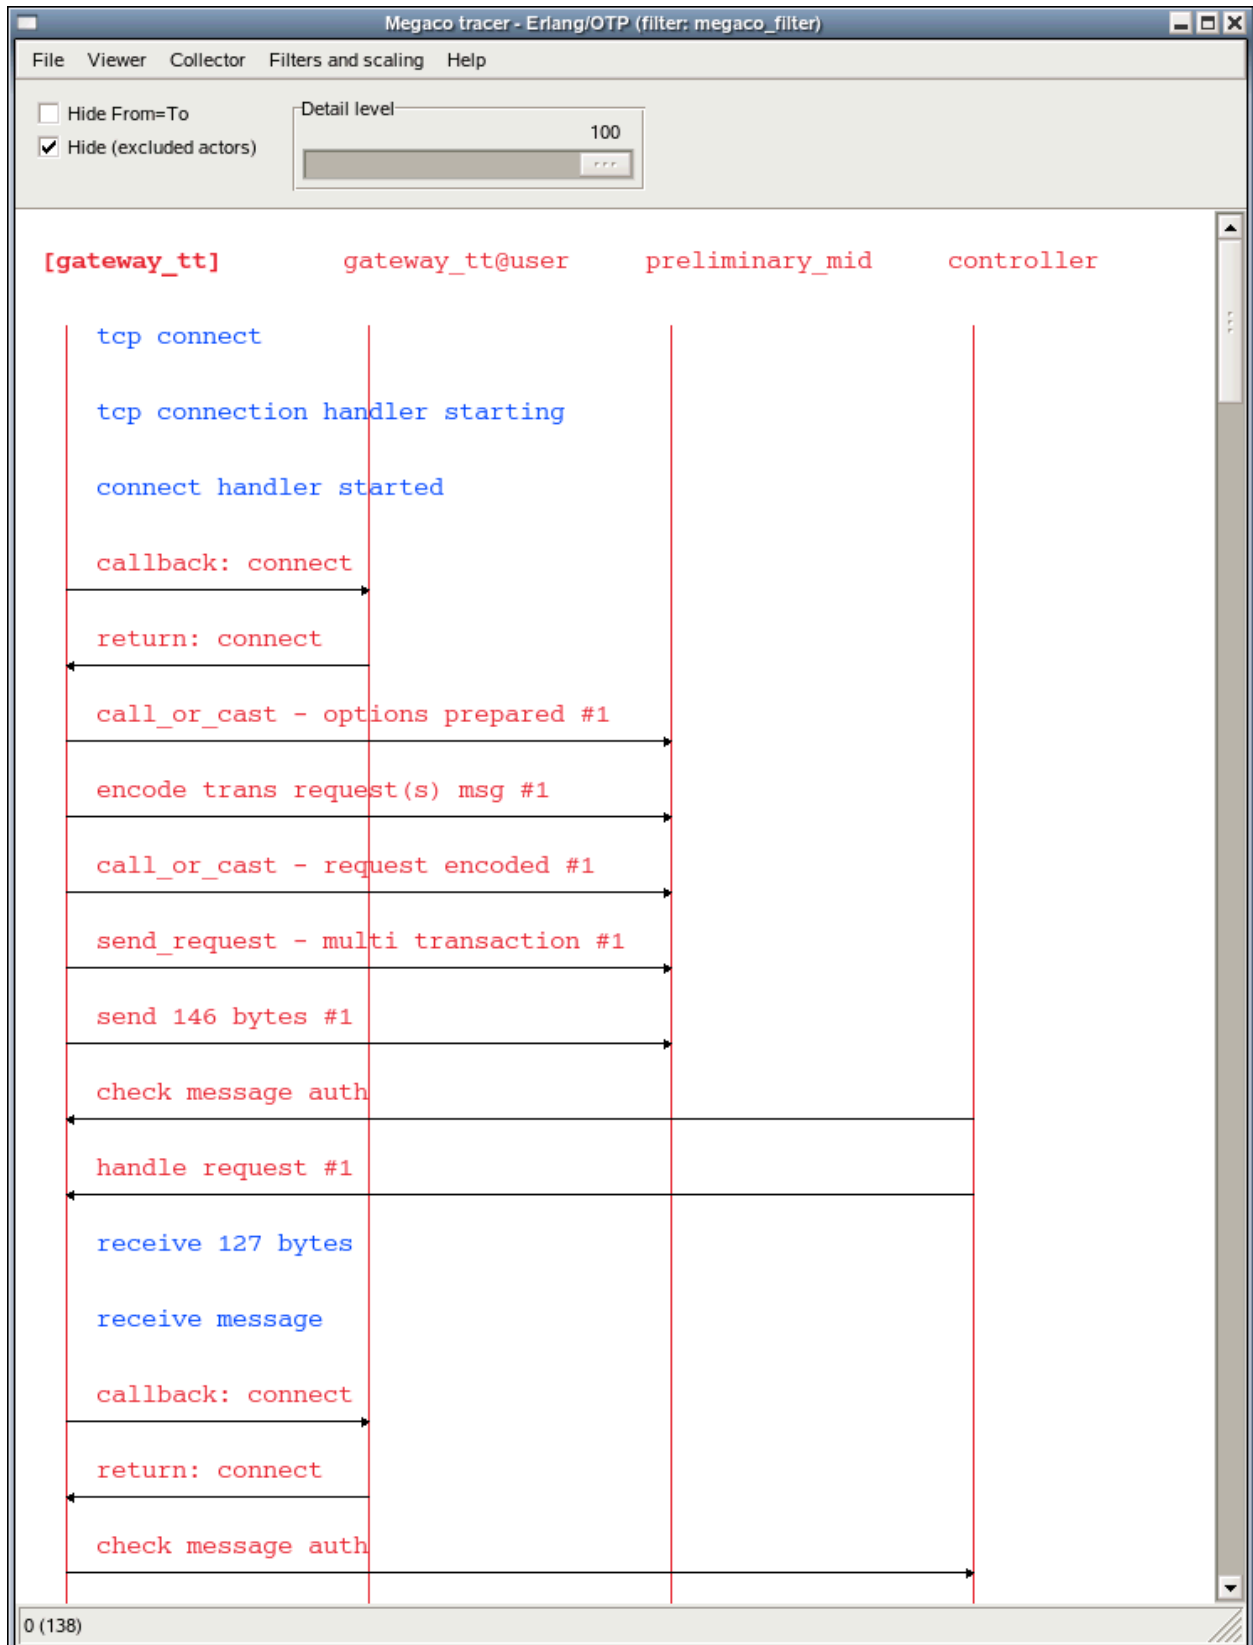 Megaco tracer - Erlang/OTP (filter: megaco_filter)
File Viewer Collector Filters and scaling Help
Hide From=To
Hide (excluded actors)
Detail level
100
[gateway_tt] gateway_tt@user preliminary_mid controller
tcp connect
tcp connection handler starting
connect handler started
callback: connect
return: connect
call_or_cast - options prepared #1
encode trans request(s) msg #1
call_or_cast - request encoded #1
send_request - multi transaction #1
send 146 bytes #1
check message auth
handle request #1
receive 127 bytes
receive message
callback: connect
return: connect
check message auth
0 (138)